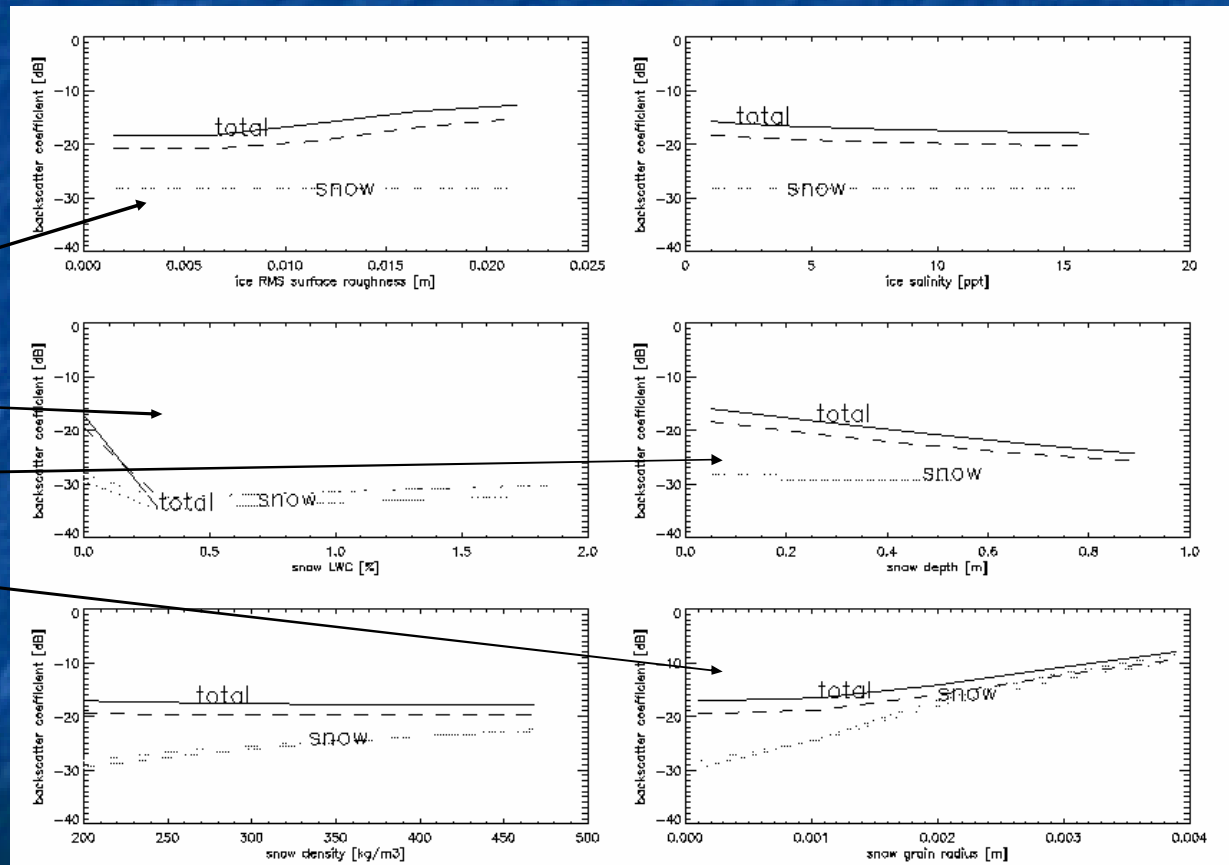 backscatter coefficient [dB]
0
-10
-20
-30
-40
total
snow
0.000 0.005 0.010 0.015 0.020 0.025
ice RMS surface roughness [m]
backscatter coefficient [dB]
0
-10
-20
-30
-40
total
snow
0 5 10 15 20
ice salinity [ppt]
backscatter coefficient [dB]
0
-10
-20
-30
-40
total
snow
0.0 0.5 1.0 1.5 2.0
snow LWC [%]
backscatter coefficient [dB]
0
-10
-20
-30
-40
total
snow
0.0 0.2 0.4 0.6 0.8 1.0
snow depth [m]
backscatter coefficient [dB]
0
-10
-20
-30
-40
total
snow
200 250 300 350 400 450 500
snow density [kg/m3]
backscatter coefficient [dB]
0
-10
-20
-30
-40
total
snow
0.000 0.001 0.002 0.003 0.004
snow grain radius [m]